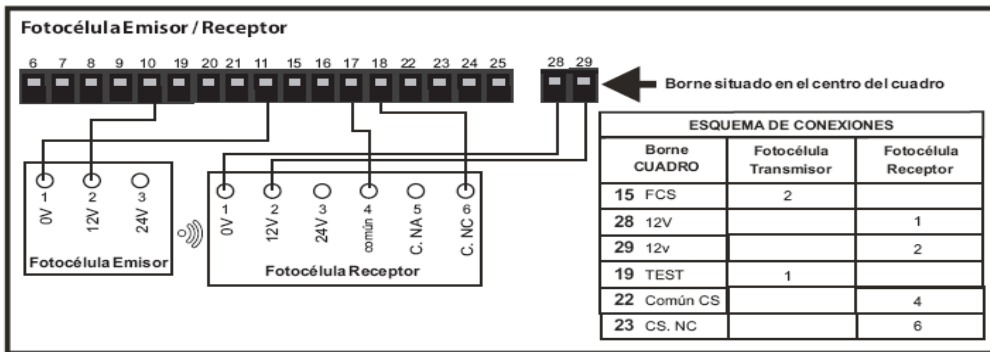 Fotocélula Emisor / Receptor
6 7 8 9 10 19 20 21 11 15 16 17 18 22 23 24 25 28 29
Borne situado en el centro del cuadro
1 2 3
0V 12V 24V
Fotocélula Emisor
1 2 3 4 5 6
0V 12V 24V común C. NA C. NC
Fotocélula Receptor
ESQUEMA DE CONEXIONES
Borne CUADRO Fotocélula Transmisor Fotocélula Receptor
15 FCS 2
28 12V 1
29 12v 2
19 TEST 1
22 Común CS 4
23 CS. NC 6